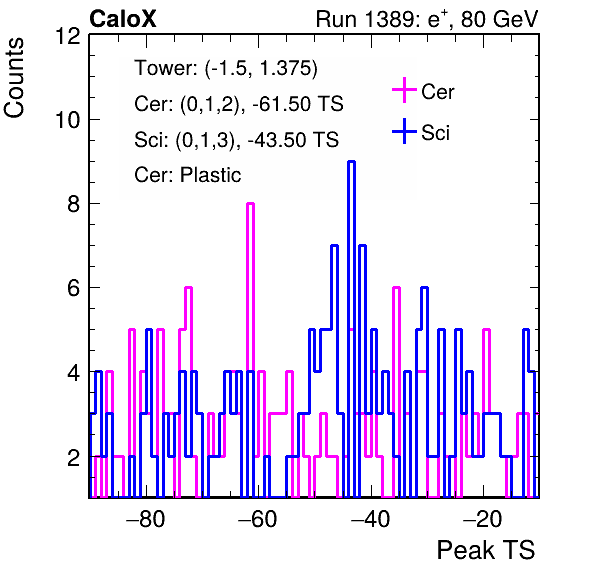 CaloX Run 1389: e⁺, 80 GeV
Counts
12
10
8
6
4
2
Tower: (-1.5, 1.375)
Cer: (0,1,2), -61.50 TS
Sci: (0,1,3), -43.50 TS
Cer: Plastic
Cer
Sci
−80 −60 −40 −20
Peak TS